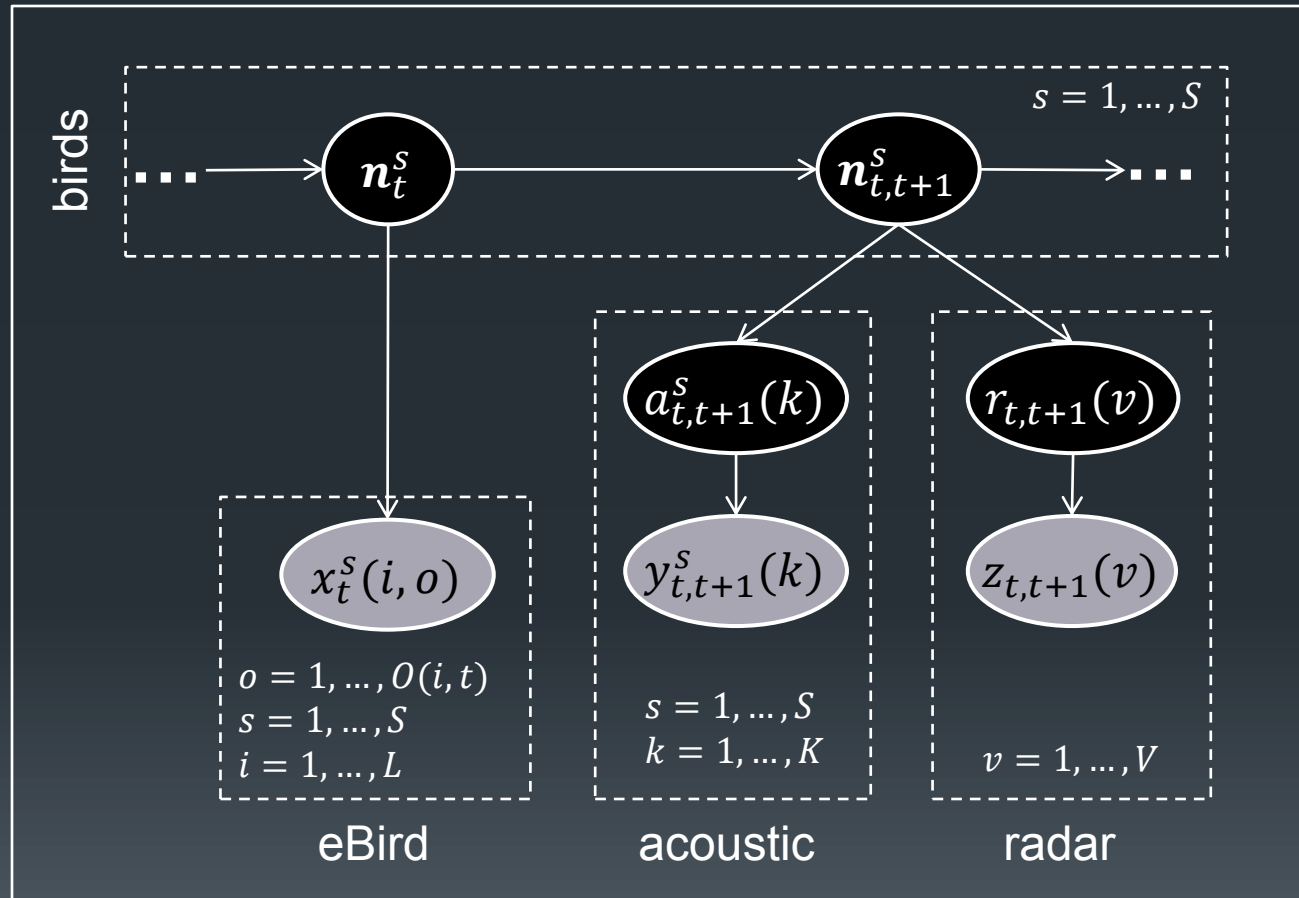 birds
s = 1, …, S
… 𝒏_t^s 𝒏_{t,t+1}^s …
a_{t,t+1}^s(k) r_{t,t+1}(v)
x_t^s(i, o) y_{t,t+1}^s(k) z_{t,t+1}(v)
o = 1, …, O(i, t)
s = 1, …, S
i = 1, …, L
s = 1, …, S
k = 1, …, K
v = 1, …, V
eBird acoustic radar